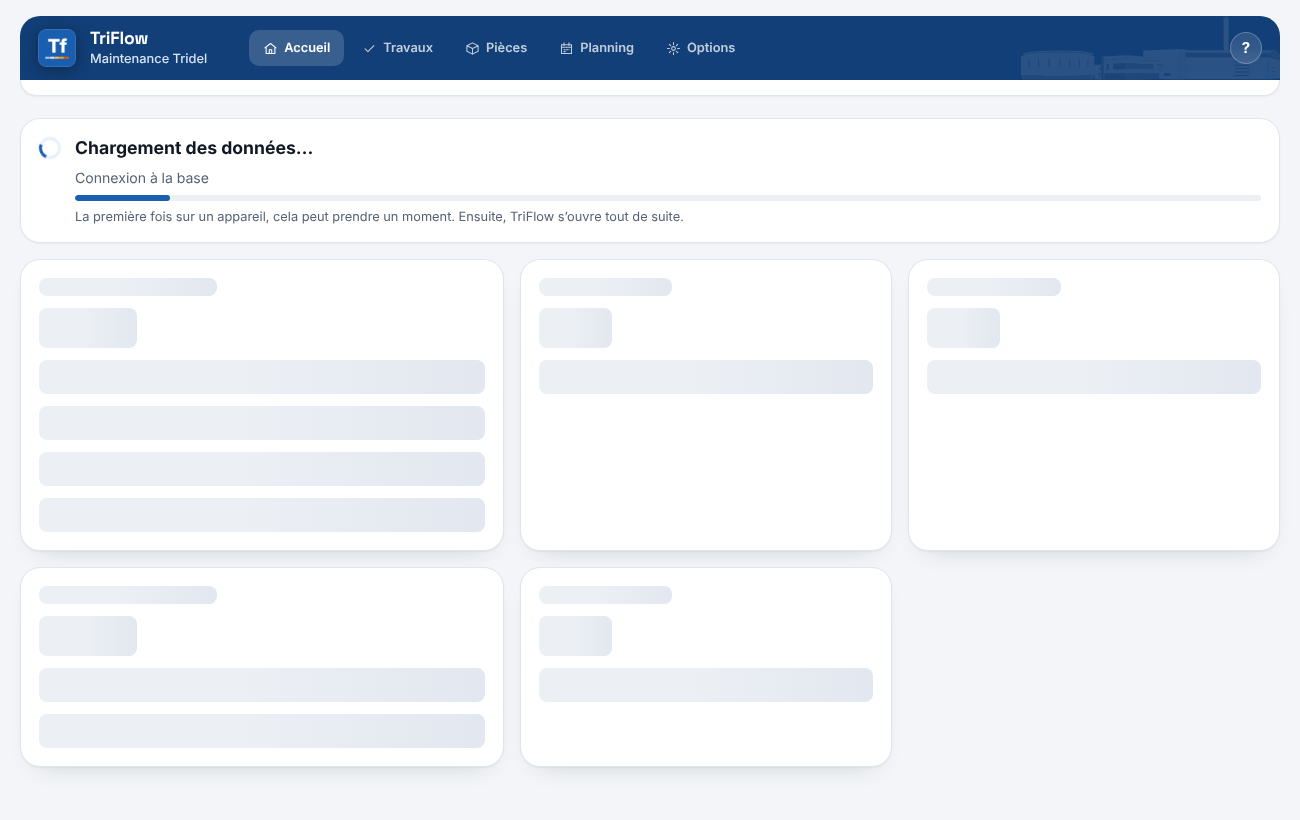 Tf
TriFlow
Maintenance Tridel
Accueil
Travaux
Pièces
Planning
Options
?
Chargement des données…
Connexion à la base
La première fois sur un appareil, cela peut prendre un moment. Ensuite, TriFlow s’ouvre tout de suite.